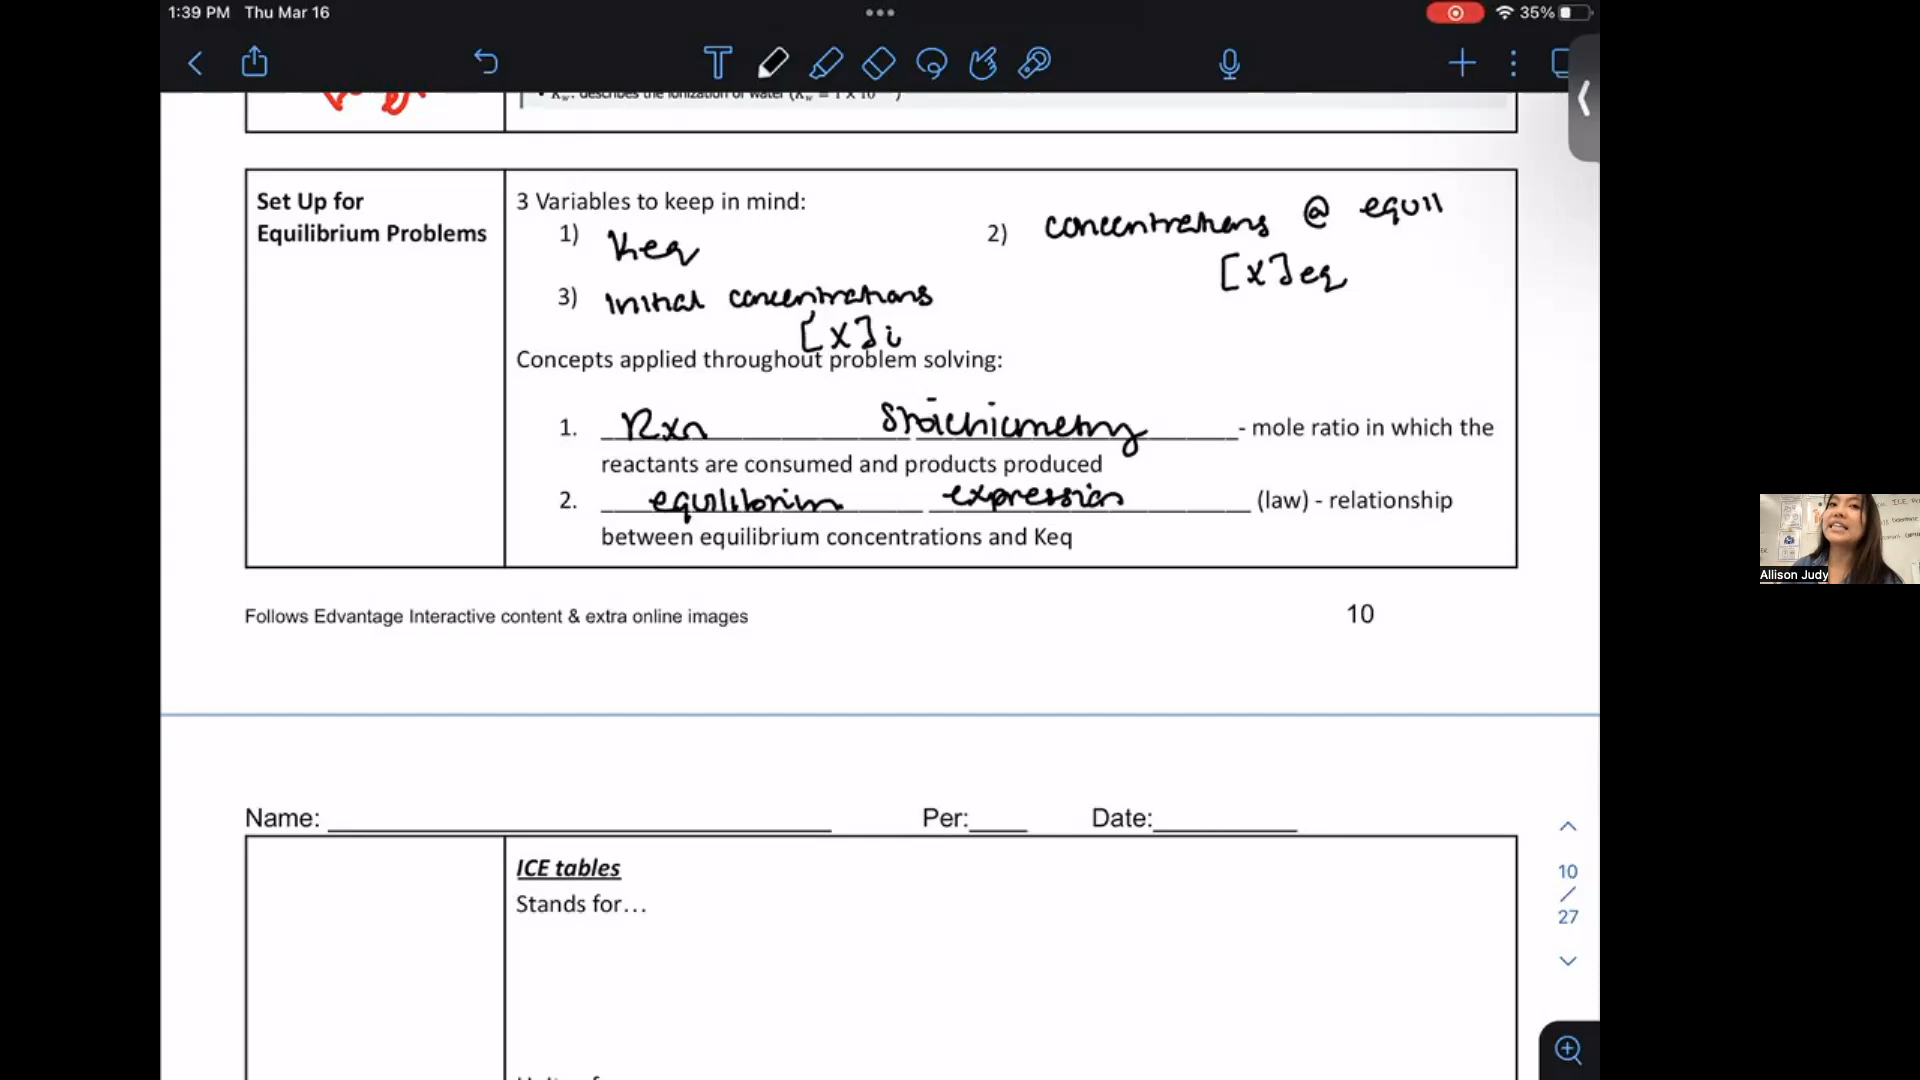 1:39 PM Thu Mar 16
35%
Set Up for
Equilibrium Problems
3 Variables to keep in mind:
1) Keq
2) concentrations @ equil
[X]eq
3) initial concentrations
[X]i
Concepts applied throughout problem solving:
1. Rxn stoichiometry - mole ratio in which the
reactants are consumed and products produced
2. equilibrium expression (law) - relationship
between equilibrium concentrations and Keq
Follows Edvantage Interactive content & extra online images
10
Name: Per: Date:
ICE tables
Stands for...
10
/
27
Allison Judy